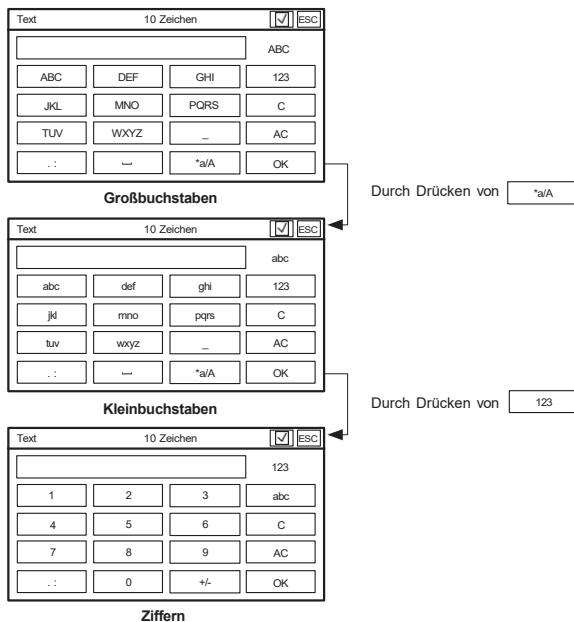 Text 10 Zeichen ESC
ABC
ABC DEF GHI 123
JKL MNO PQRS C
TUV WXYZ _ AC
. : ⎵ *a/A OK
Großbuchstaben
Durch Drücken von *a/A
Text 10 Zeichen ESC
abc
abc def ghi 123
jkl mno pqrs C
tuv wxyz _ AC
. : ⎵ *a/A OK
Kleinbuchstaben
Durch Drücken von 123
Text 10 Zeichen ESC
123
1 2 3 abc
4 5 6 C
7 8 9 AC
. : 0 +/- OK
Ziffern